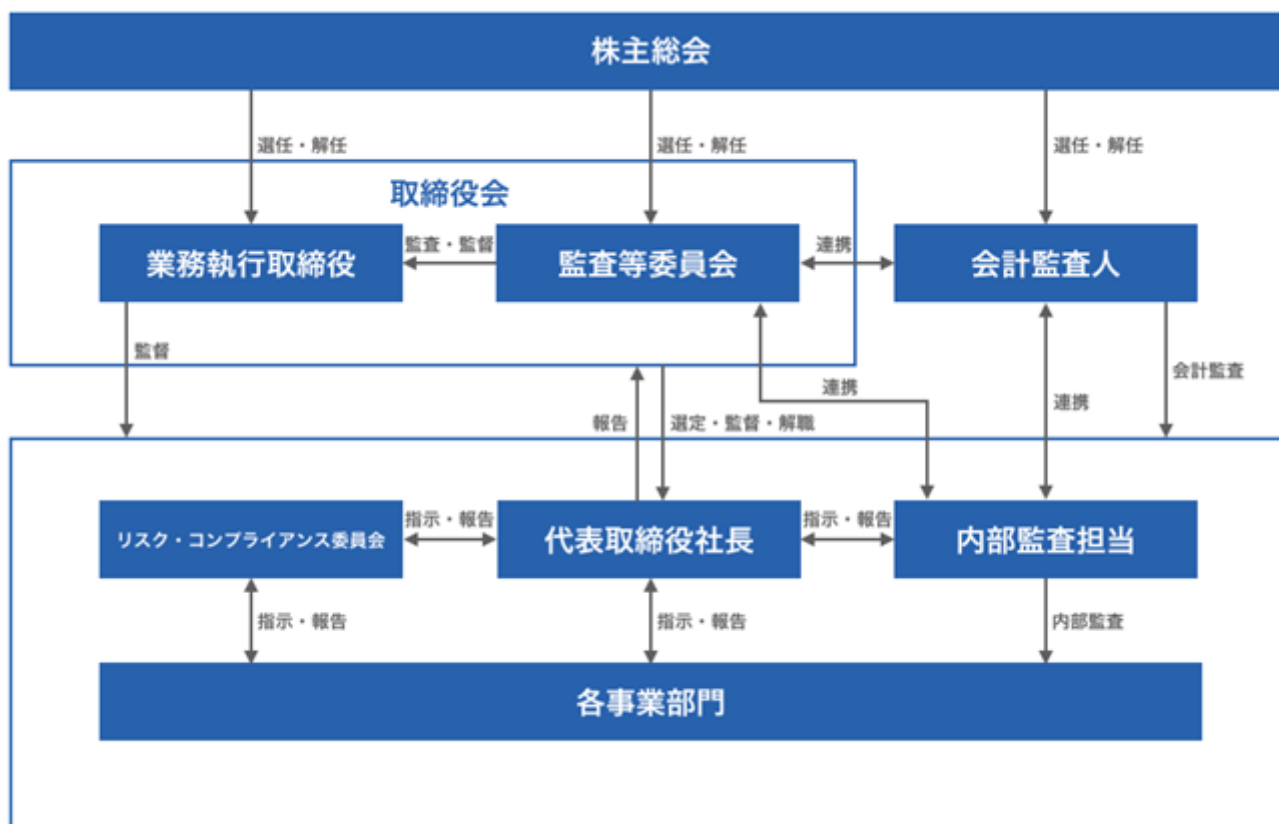 株主総会
選任・解任
選任・解任
選任・解任
取締役会
業務執行取締役
監査・監督
監査等委員会
連携
会計監査人
監督
会計監査
連携
連携
報告
選定・監督・解職
リスク・コンプライアンス委員会
指示・報告
代表取締役社長
指示・報告
内部監査担当
指示・報告
指示・報告
内部監査
各事業部門